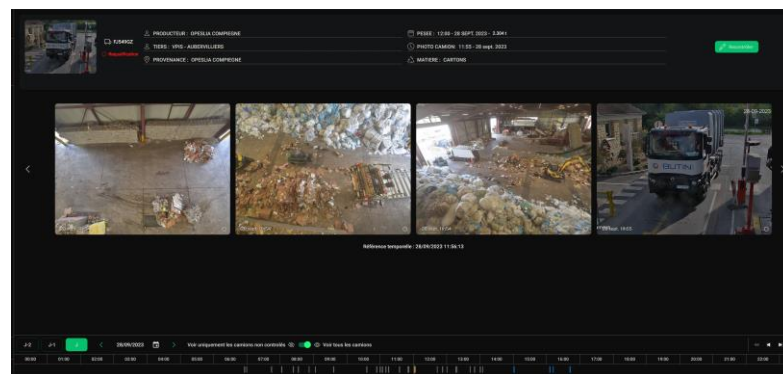 PRODUCTEUR : OPESLIA COMPIEGNE
PESÉE : 12:00 - 28 SEPT. 2023 - 2.304 t
TIERS : VPIS - AUBERVILLIERS
PHOTO CAMION: 11:55 - 28 sept. 2023
Requalification
PROVENANCE : OPESLIA COMPIEGNE
MATIERE : CARTONS
28-09-2023
BUTIN
Référence temporelle : 28/09/2023 11:56:13
J-2
J-1
J
28/09/2023
Voir uniquement les camions non contrôlés
Voir tous les camions
00:00 01:00 02:00 03:00 04:00 05:00 06:00 07:00 08:00 09:00 10:00 11:00 12:00 13:00 14:00 15:00 16:00 17:00 18:00 19:00 20:00 21:00 22:00